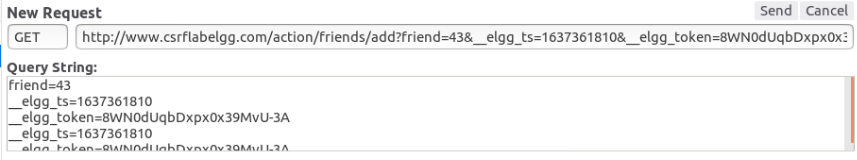 New Request
Send Cancel
GET http://www.csrflabelgg.com/action/friends/add?friend=43&__elgg_ts=1637361810&__elgg_token=8WN0dUqbDxpx0x3
Query String:
friend=43
__elgg_ts=1637361810
__elgg_token=8WN0dUqbDxpx0x39MvU-3A
__elgg_ts=1637361810
__elgg_token=8WN0dUqbDxpx0x39MvU-3A